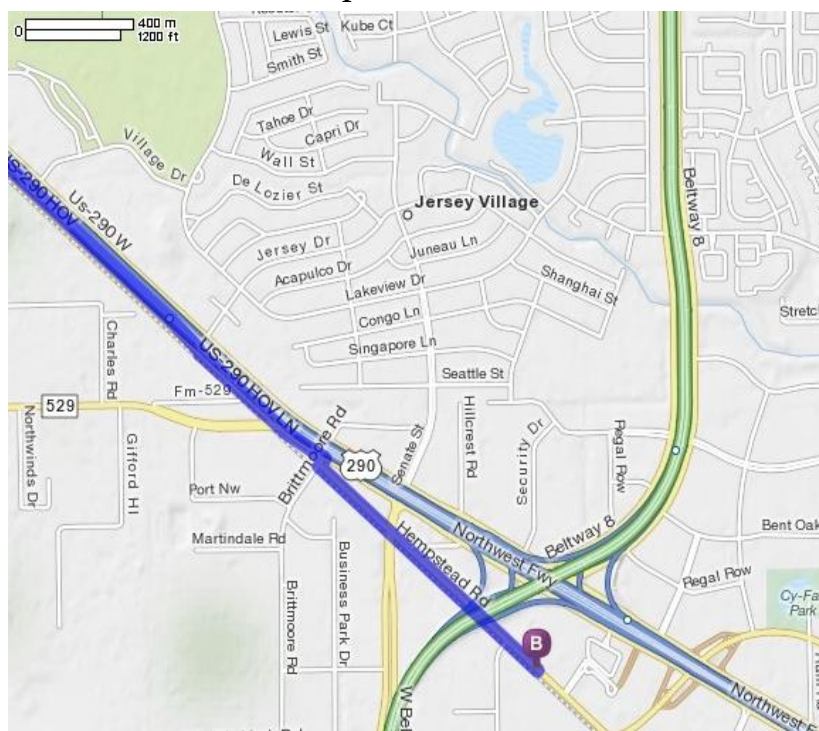 400 m
0
1200 ft
Lewis St
Kube Ct
Smith St
Tahoe Dr
Capri Dr
Village Dr
Wall St
De Lozier St
Beltway 8
US-290 HOV
Us-290 W
Jersey Village
Jersey Dr
Juneau Ln
Acapulco Dr
Shanghai St
Lakeview Dr
Congo Ln
Stretch
Charles Rd
US-290 HOV LN
Singapore Ln
Seattle St
Fm-529
529
Northwinds Dr
Gifford Hl
Brittmoore Rd
Senate St
Hillcrest Rd
Security Dr
Regal Row
290
Port Nw
Martindale Rd
Hempstead Rd
Northwest Fwy
Beltway 8
Bent Oak
Regal Row
Business Park Dr
Brittmoore Rd
Cy-Fa
Park
B
W Bel
Northwest F